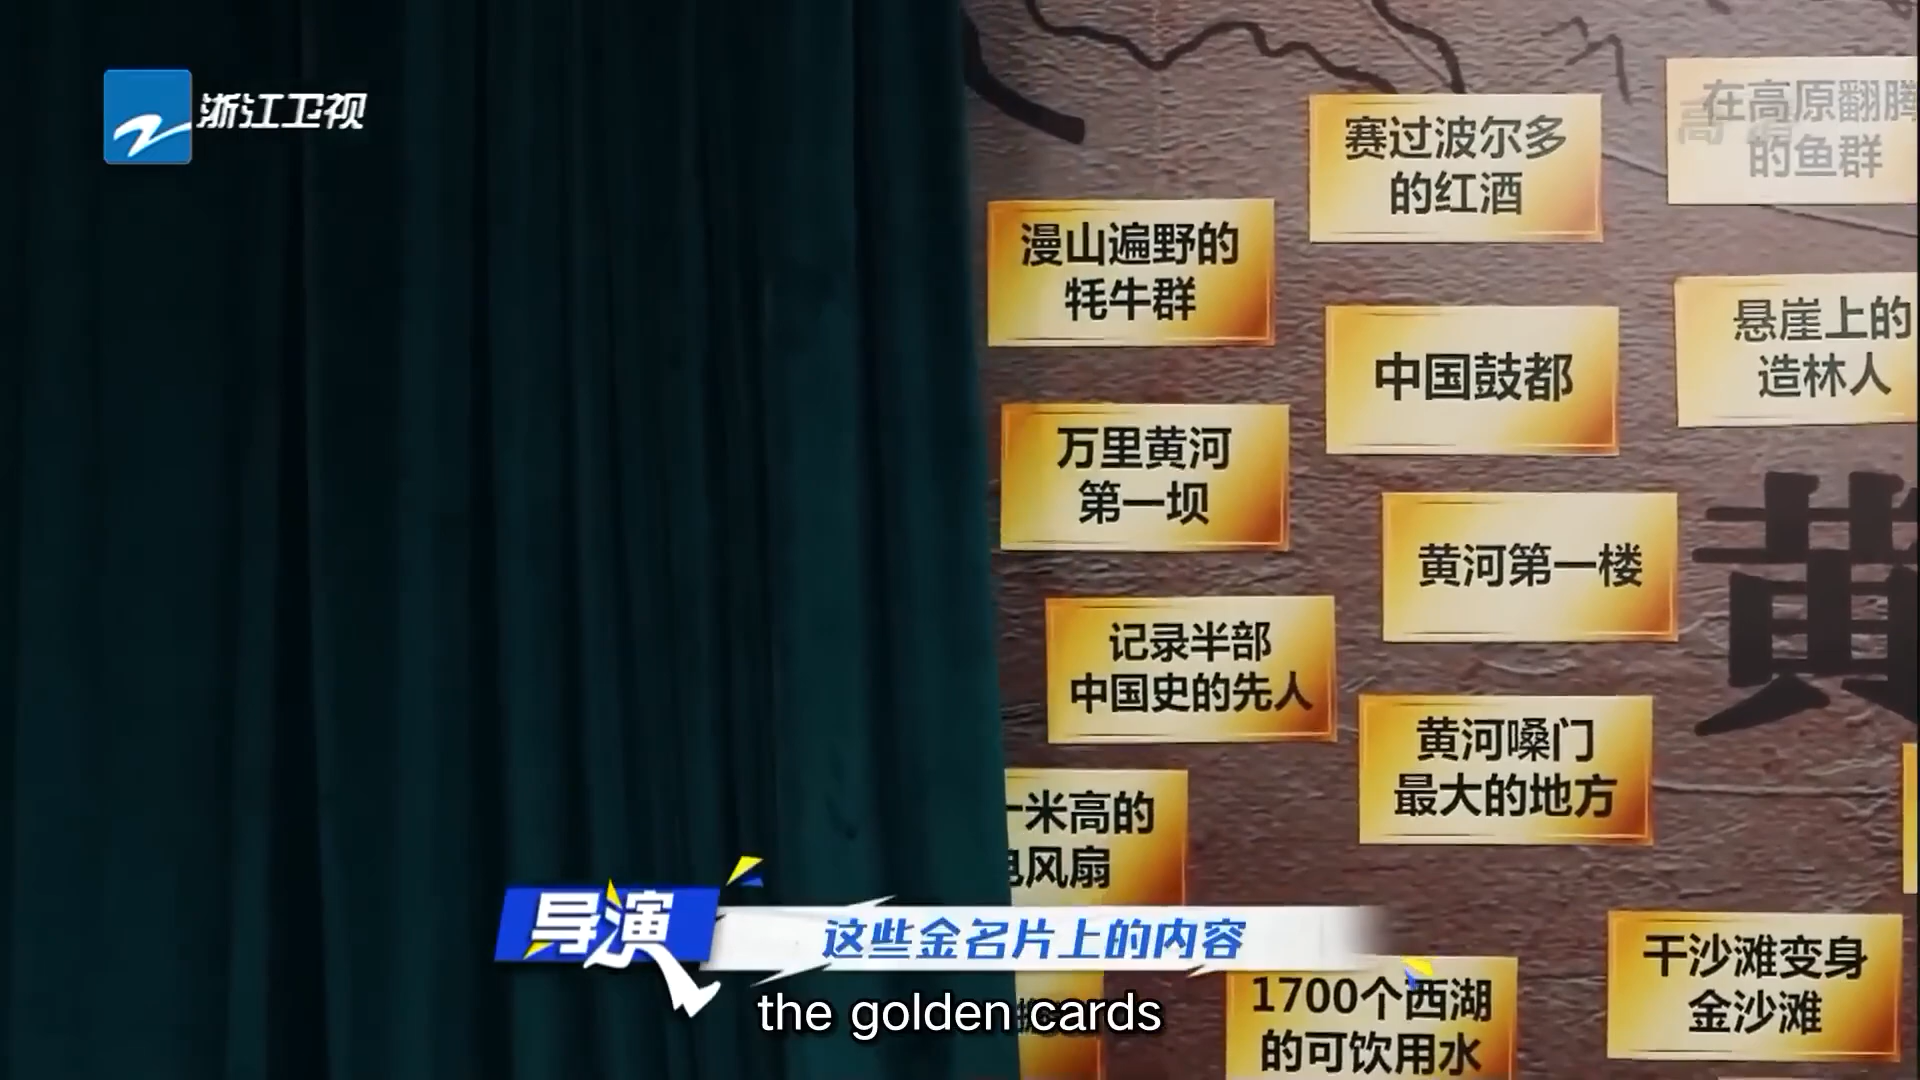 浙江卫视
在高原翻腾
的鱼群
赛过波尔多
的红酒
漫山遍野的
牦牛群
悬崖上的
造林人
中国鼓都
万里黄河
第一坝
黄河第一楼
黄
记录半部
中国史的先人
黄河嗓门
最大的地方
米高的
风扇
干沙滩变身
金沙滩
1700个西湖
的可饮用水
导演
这些金名片上的内容
the golden cards